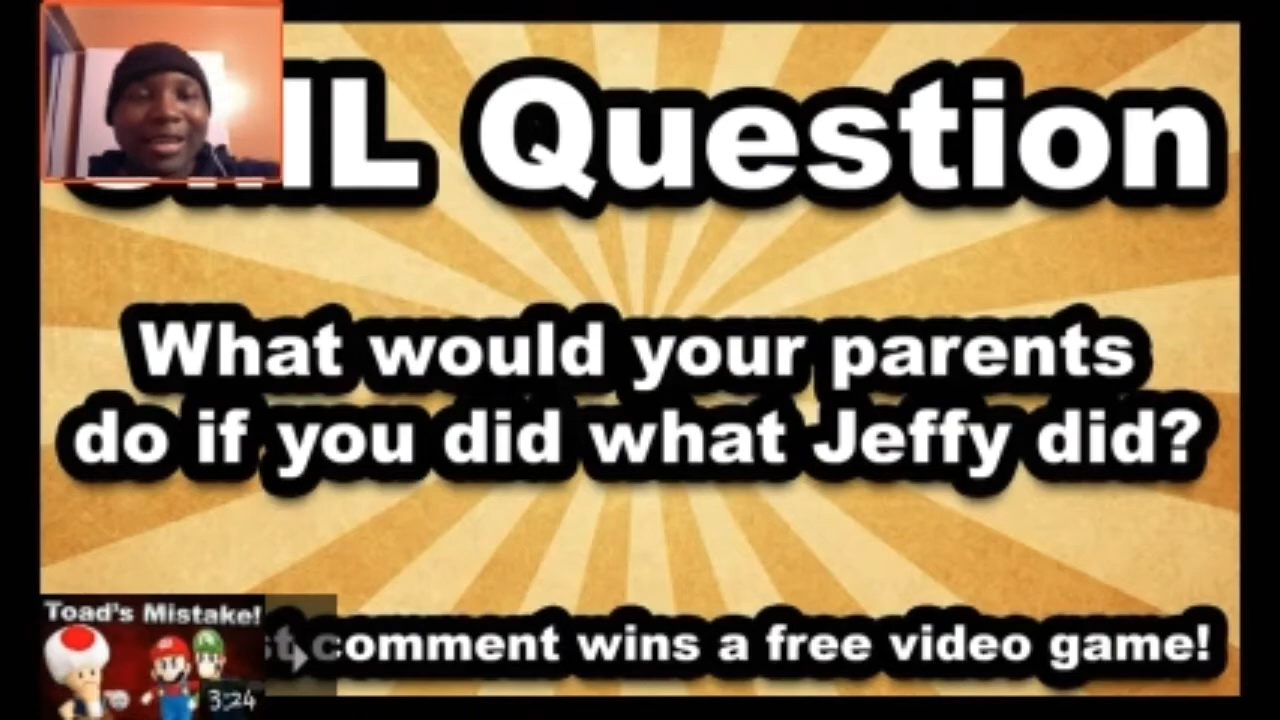 L Question
What would your parents
do if you did what Jeffy did?
comment wins a free video game!
Toad's Mistake!
3:24